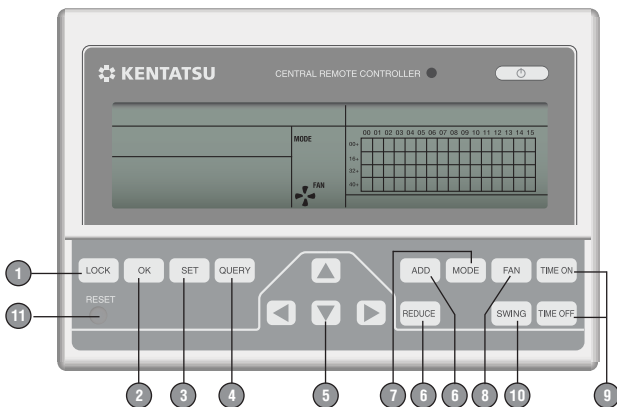 KENTATSU
CENTRAL REMOTE CONTROLLER
00 01 02 03 04 05 06 07 08 09 10 11 12 13 14 15
MODE
00+
16+
32+
FAN
40+
1 LOCK OK SET QUERY ADD MODE FAN TIME ON
11 RESET REDUCE SWING TIME OFF
2 3 4 5 7 6 6 8 10 9